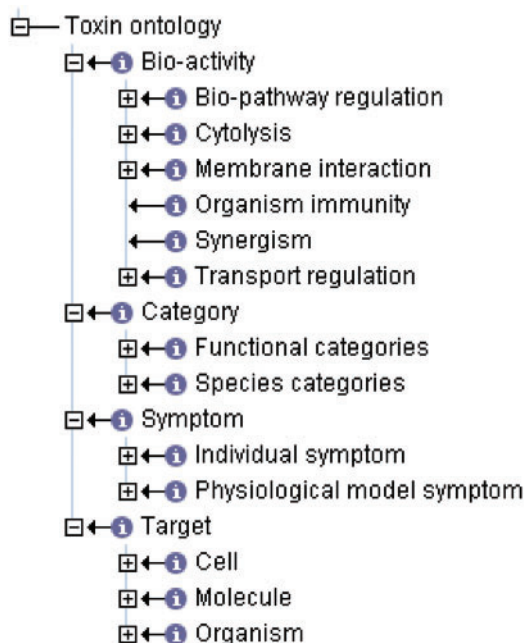 Toxin ontology
Bio-activity
Bio-pathway regulation
Cytolysis
Membrane interaction
Organism immunity
Synergism
Transport regulation
Category
Functional categories
Species categories
Symptom
Individual symptom
Physiological model symptom
Target
Cell
Molecule
Organism